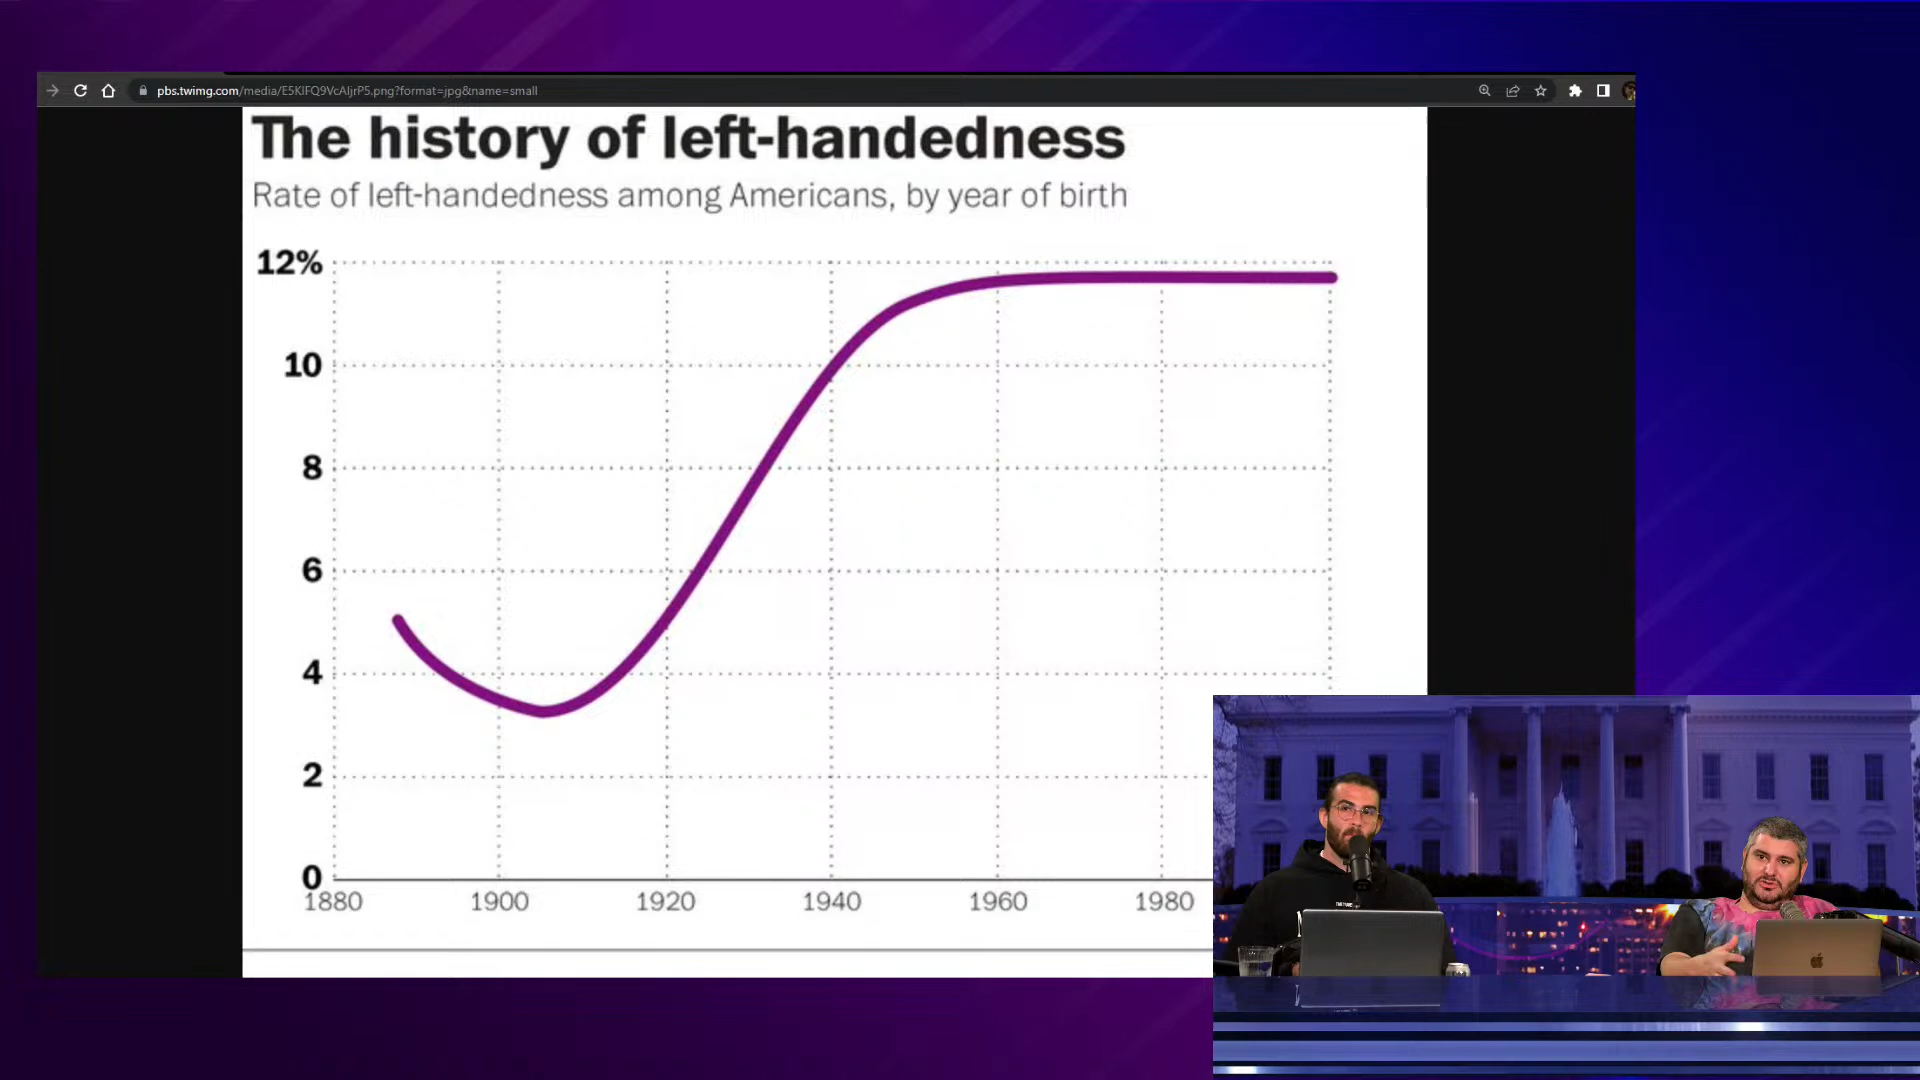 pbs.twimg.com/media/E5KlFQ9VcAljrP5.png?format=jpg&name=small
The history of left-handedness
Rate of left-handedness among Americans, by year of birth
12%
10
8
6
4
2
0
1880 1900 1920 1940 1960 1980